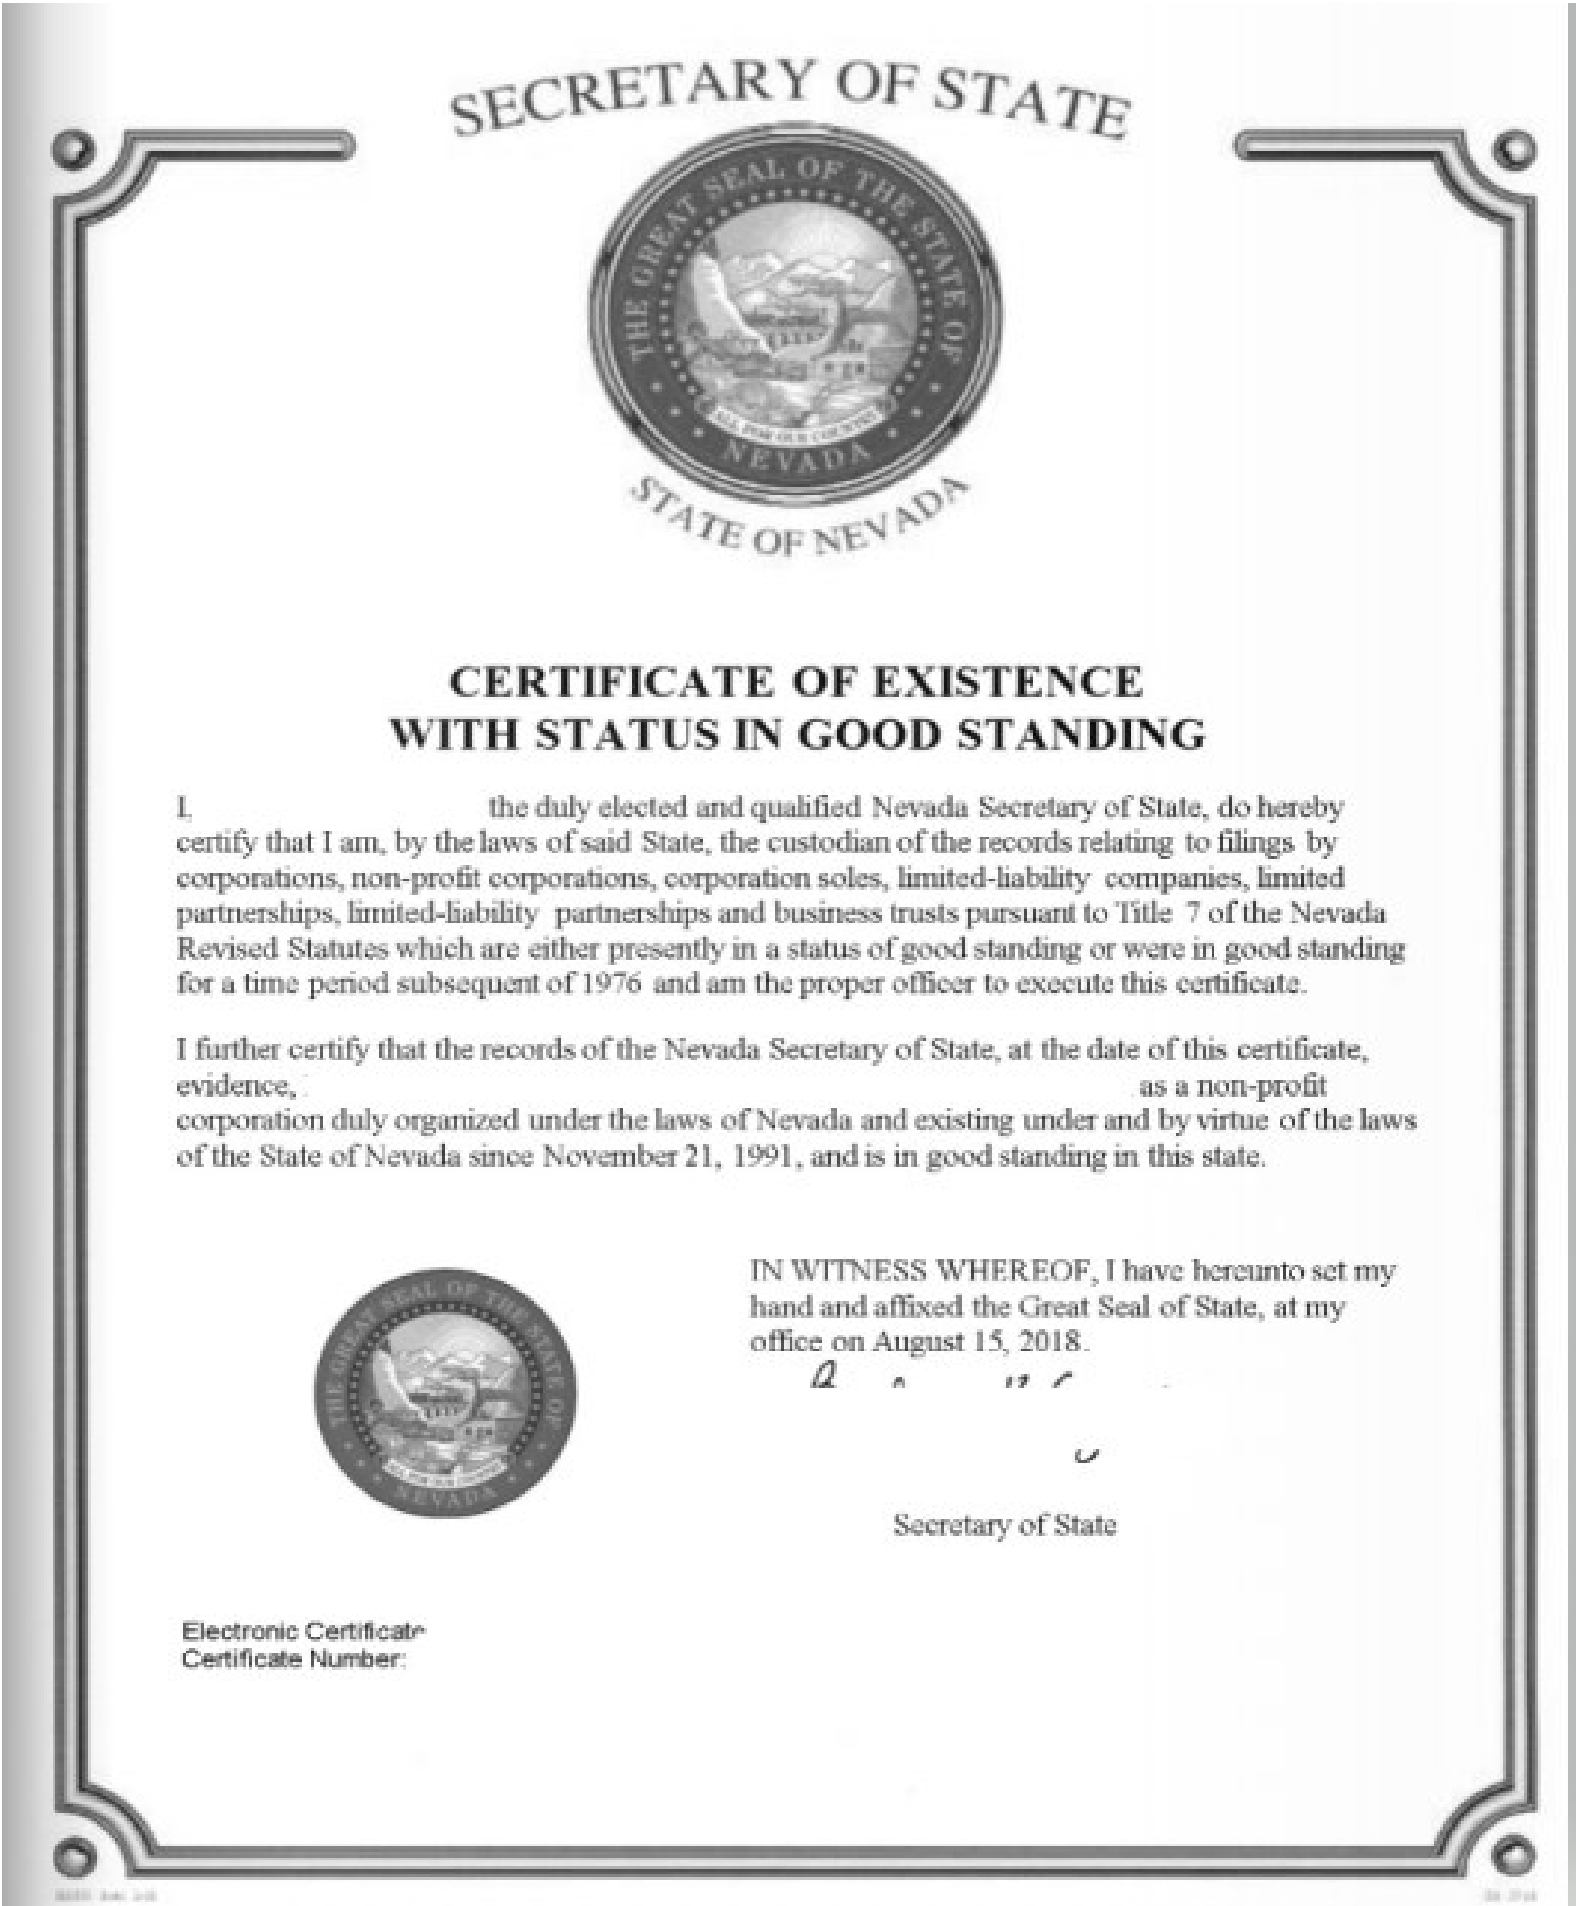 SECRETARY OF STATE
THE GREAT SEAL OF THE STATE OF
ALL FOR OUR COUNTRY
NEVADA
STATE OF NEVADA
CERTIFICATE OF EXISTENCE
WITH STATUS IN GOOD STANDING
I, the duly elected and qualified Nevada Secretary of State, do hereby
certify that I am, by the laws of said State, the custodian of the records relating to filings by
corporations, non-profit corporations, corporation soles, limited-liability companies, limited
partnerships, limited-liability partnerships and business trusts pursuant to Title 7 of the Nevada
Revised Statutes which are either presently in a status of good standing or were in good standing
for a time period subsequent of 1976 and am the proper officer to execute this certificate.
I further certify that the records of the Nevada Secretary of State, at the date of this certificate,
evidence, as a non-profit
corporation duly organized under the laws of Nevada and existing under and by virtue of the laws
of the State of Nevada since November 21, 1991, and is in good standing in this state.
THE GREAT SEAL OF THE STATE OF
ALL FOR OUR COUNTRY
NEVADA
IN WITNESS WHEREOF, I have hereunto set my
hand and affixed the Great Seal of State, at my
office on August 15, 2018.
Secretary of State
Electronic Certificate
Certificate Number: